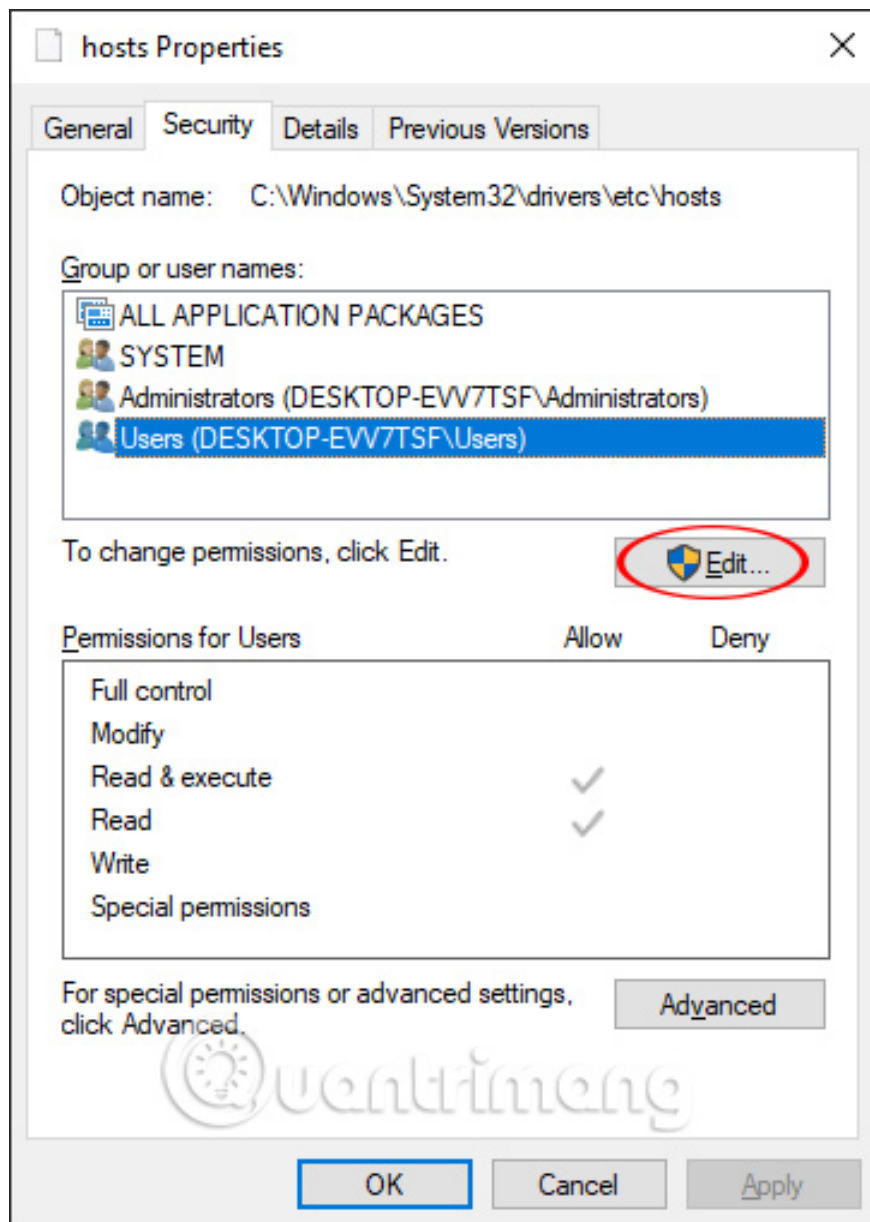 hosts Properties
General Security Details Previous Versions
Object name: C:\Windows\System32\drivers\etc\hosts
Group or user names:
ALL APPLICATION PACKAGES
SYSTEM
Administrators (DESKTOP-EVV7TSF\Administrators)
Users (DESKTOP-EVV7TSF\Users)
To change permissions, click Edit.
Edit...
Permissions for Users Allow Deny
Full control
Modify
Read & execute
Read
Write
Special permissions
For special permissions or advanced settings,
click Advanced.
Advanced
Quantrimang
OK Cancel Apply